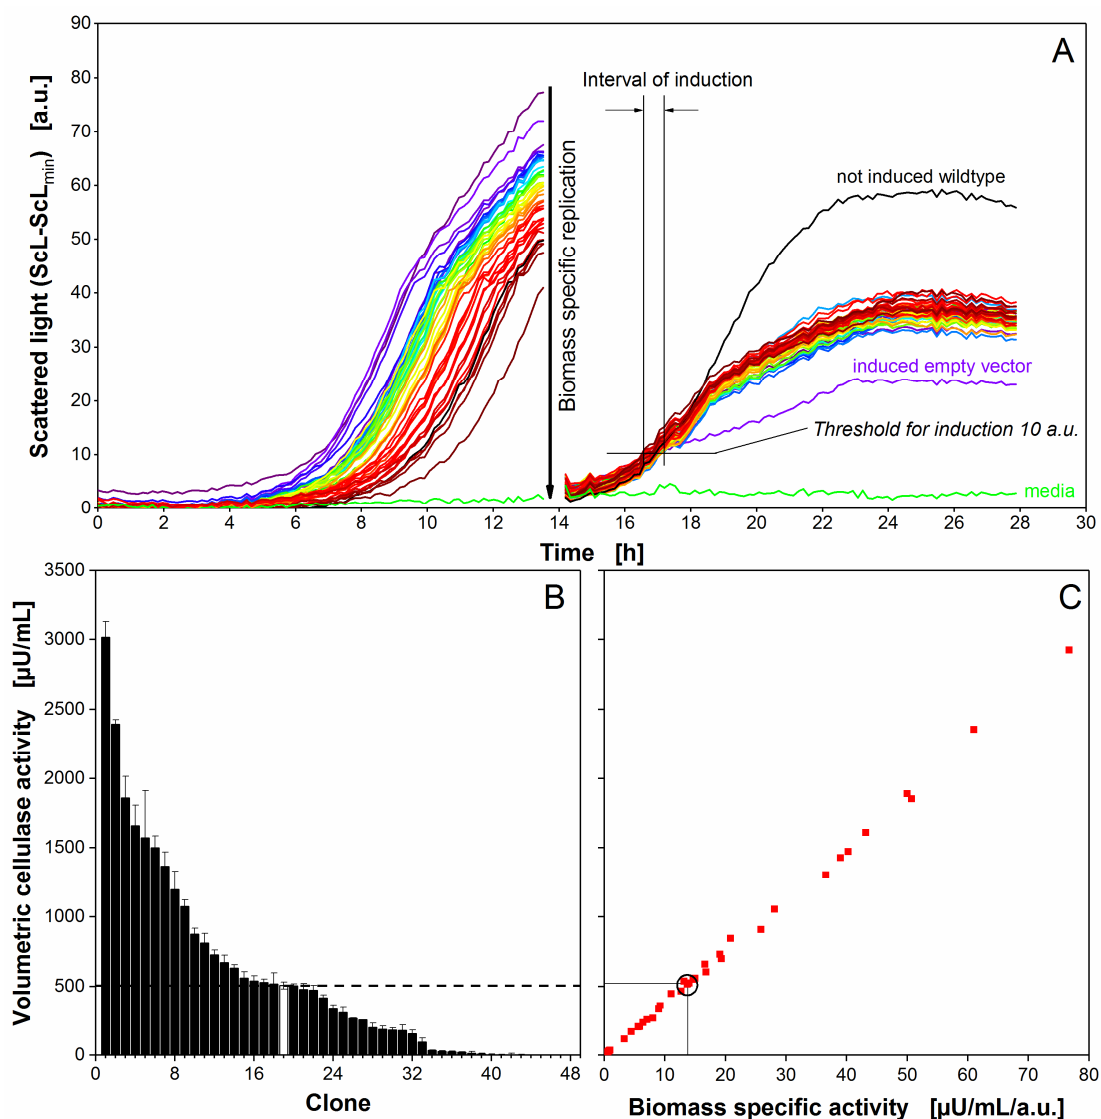 A
Scattered light (ScL-ScLmin) [a.u.]
90
80
70
60
50
40
30
20
10
0
Interval of induction
Biomass specific replication
not induced wildtype
induced empty vector
Threshold for induction 10 a.u.
media
0 2 4 6 8 10 12 14 16 18 20 22 24 26 28 30
Time [h]
B
Volumetric cellulase activity [µU/mL]
3500
3000
2500
2000
1500
1000
500
0
0 8 16 24 32 40 48
Clone
C
0 10 20 30 40 50 60 70 80
Biomass specific activity [µU/mL/a.u.]